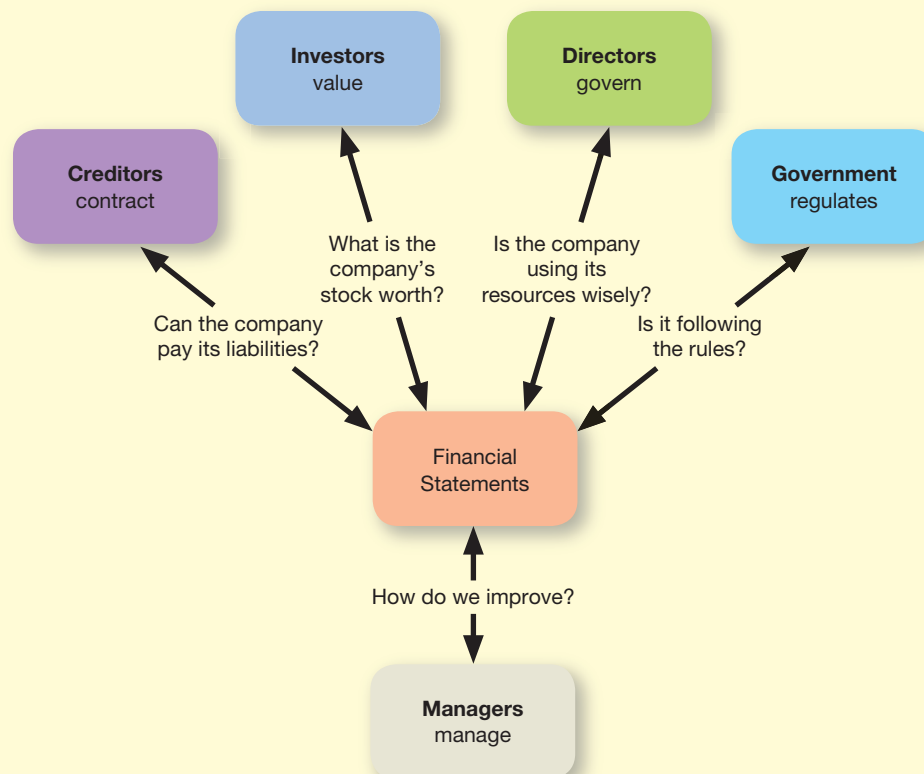 Investors
value
Directors
govern
Creditors
contract
Government
regulates
What is the
company’s
stock worth?
Is the company
using its
resources wisely?
Can the company
pay its liabilities?
Is it following
the rules?
Financial
Statements
How do we improve?
Managers
manage